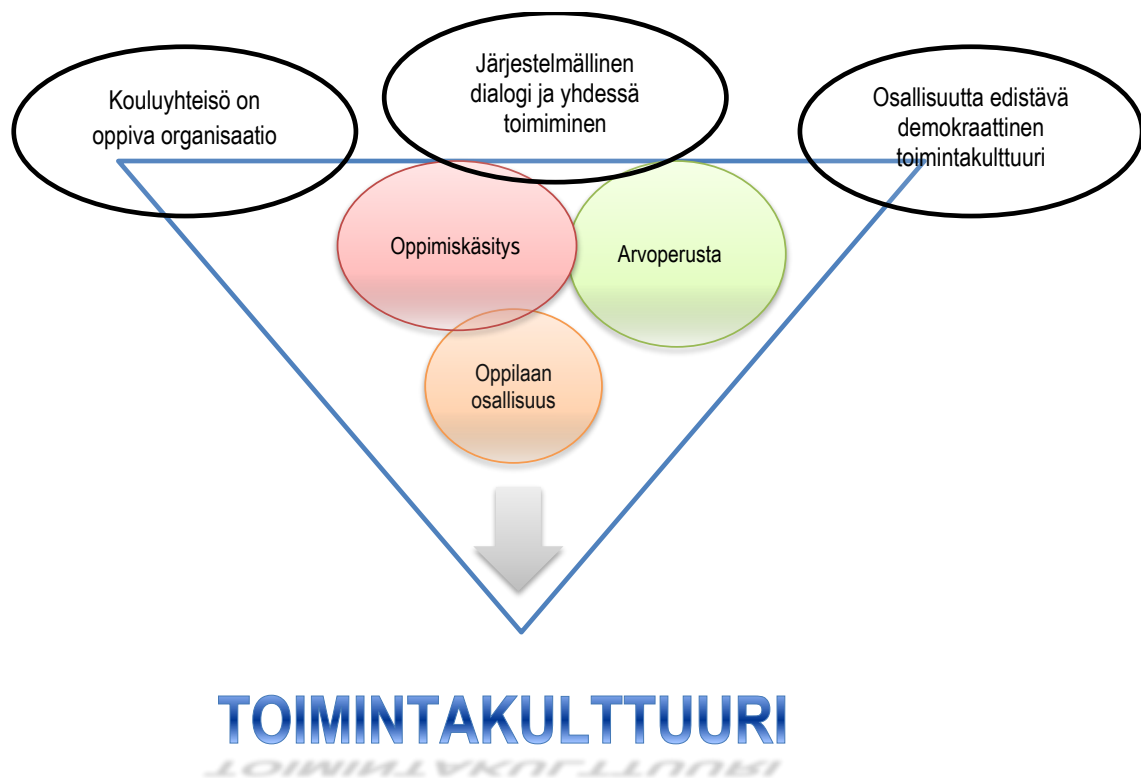 Kouluyhteisö on
oppiva organisaatio
Järjestelmällinen
dialogi ja yhdessä
toimiminen
Osallisuutta edistävä
demokraattinen
toimintakulttuuri
Oppimiskäsitys
Arvoperusta
Oppilaan
osallisuus
TOIMINTAKULTTUURI